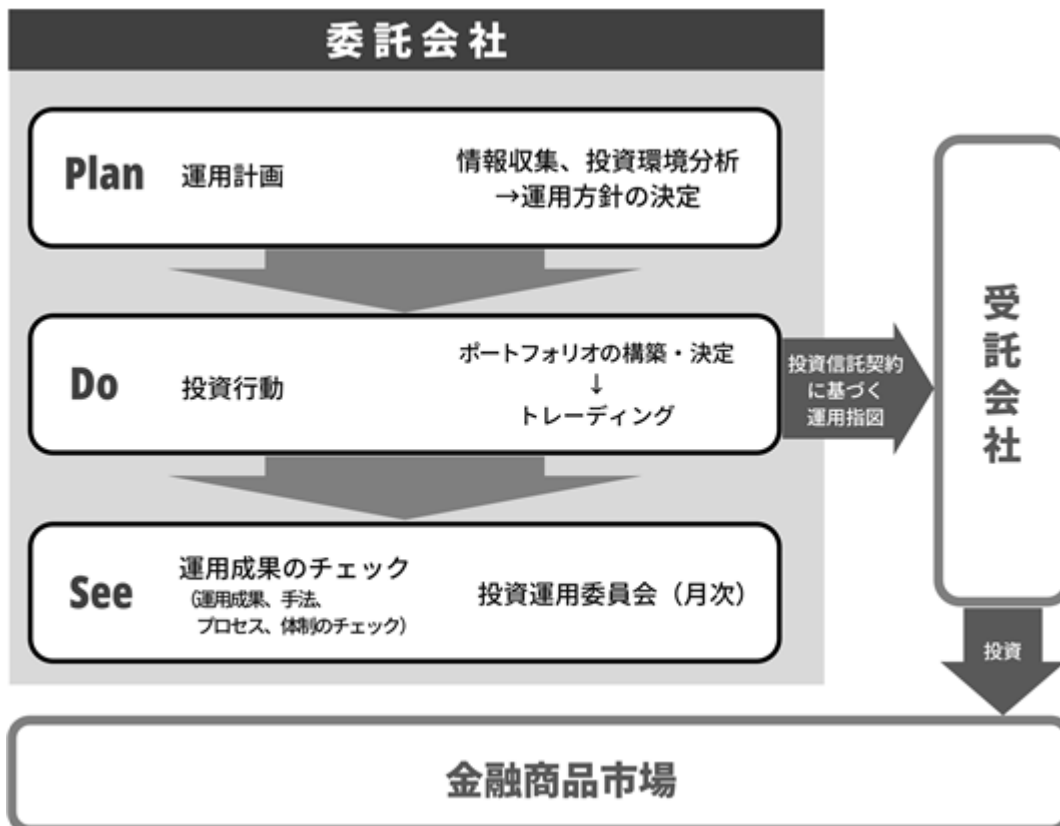 委託会社
Plan 運用計画
情報収集、投資環境分析
→運用方針の決定
Do 投資行動
ポートフォリオの構築・決定
↓
トレーディング
投資信託契約
に基づく
運用指図
受託会社
See 運用成果のチェック
(運用成果、手法、
プロセス、体制のチェック)
投資運用委員会(月次)
投資
金融商品市場